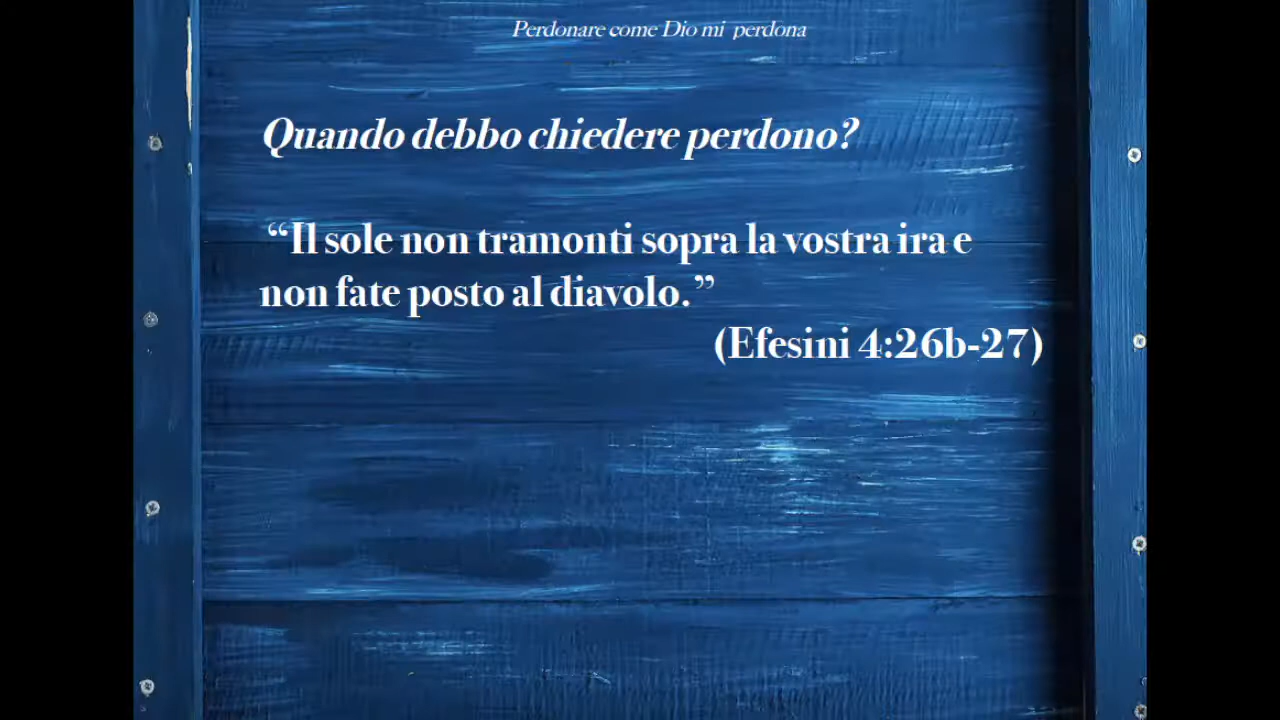 Perdonare come Dio mi perdona
Quando debbo chiedere perdono?
“Il sole non tramonti sopra la vostra ira e
non fate posto al diavolo.”
(Efesini 4:26b-27)